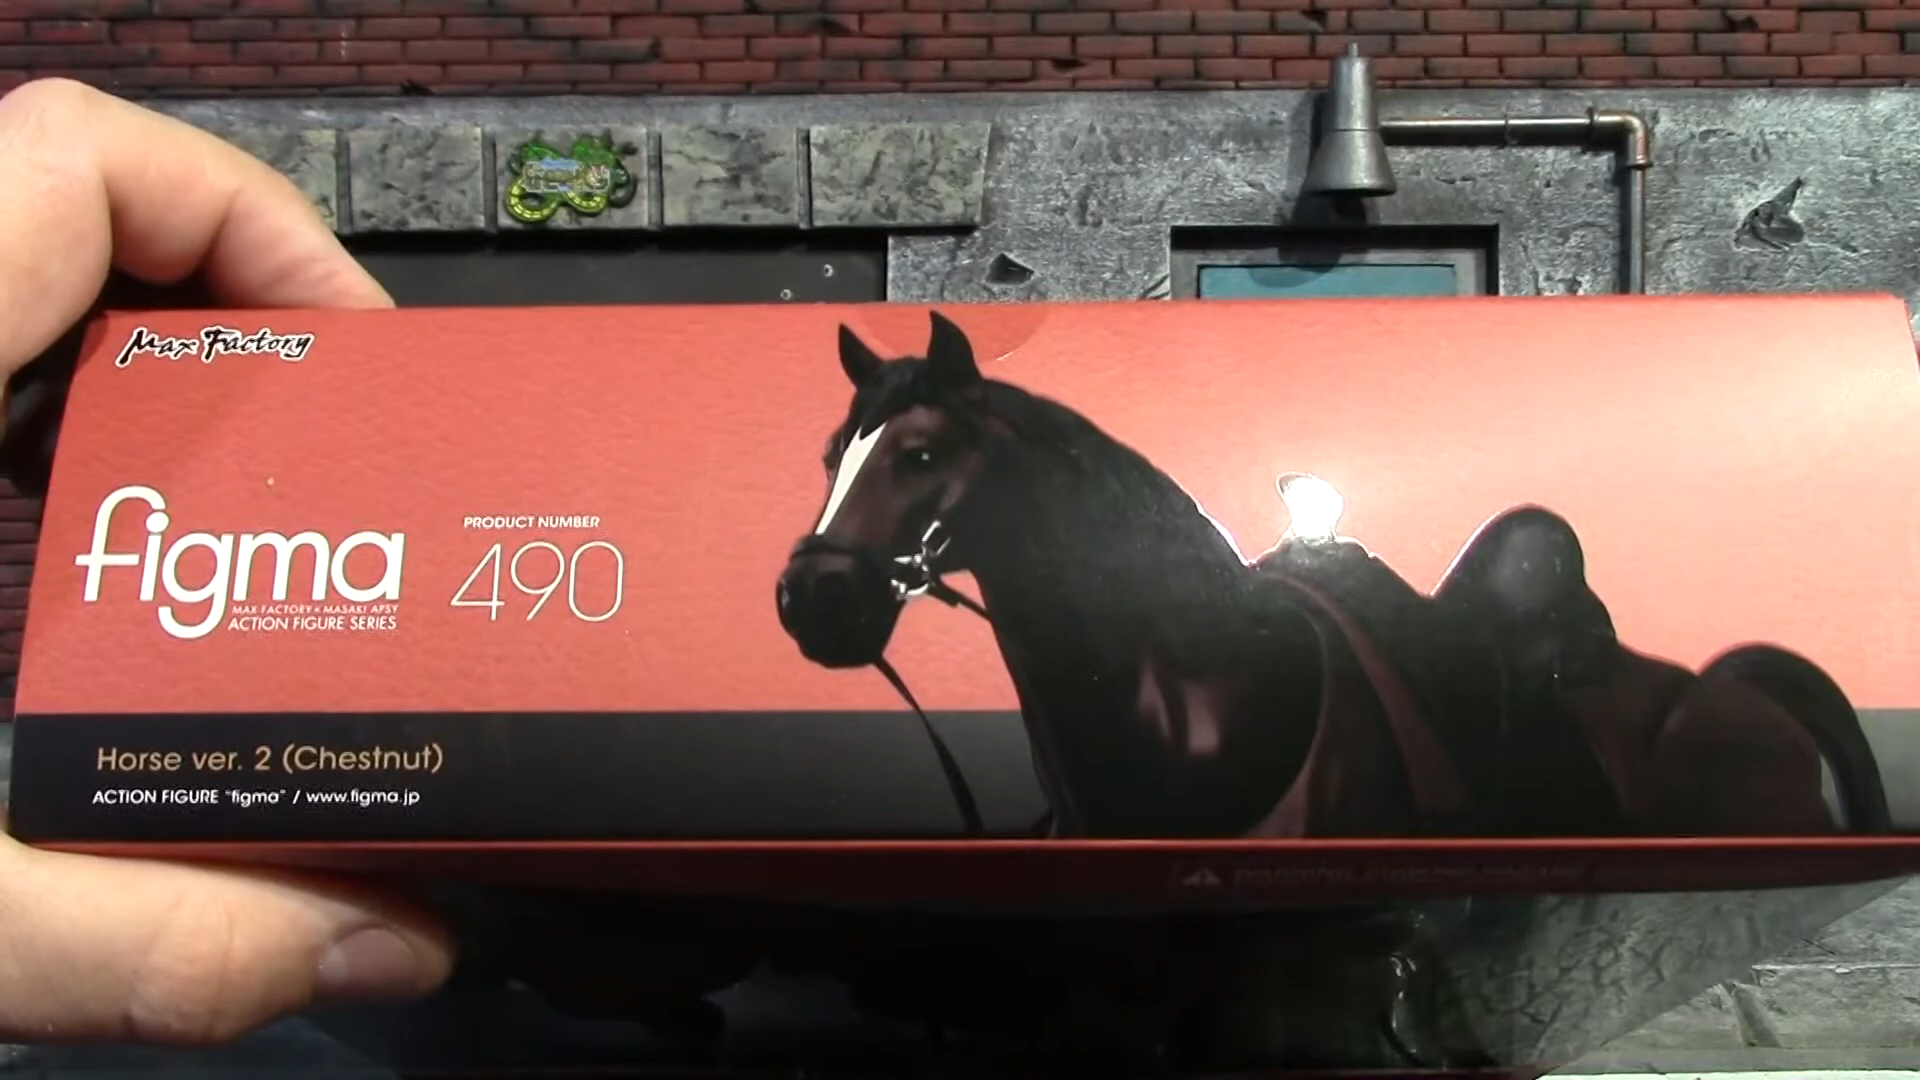 Max Factory
figma
MAX FACTORY × MASAKI APSY
ACTION FIGURE SERIES
PRODUCT NUMBER
490
Horse ver. 2 (Chestnut)
ACTION FIGURE "figma" / www.figma.jp